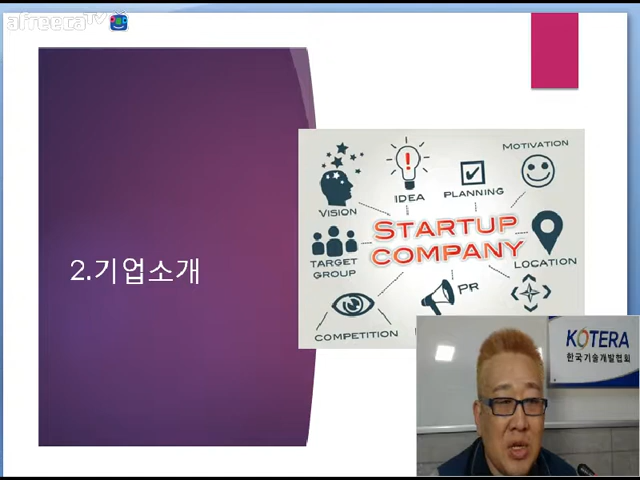 afreecaTV
2.기업소개
VISION
IDEA
PLANNING
MOTIVATION
STARTUP
COMPANY
TARGET
GROUP
LOCATION
COMPETITION
PR
KOTERA
한국기술개발협회